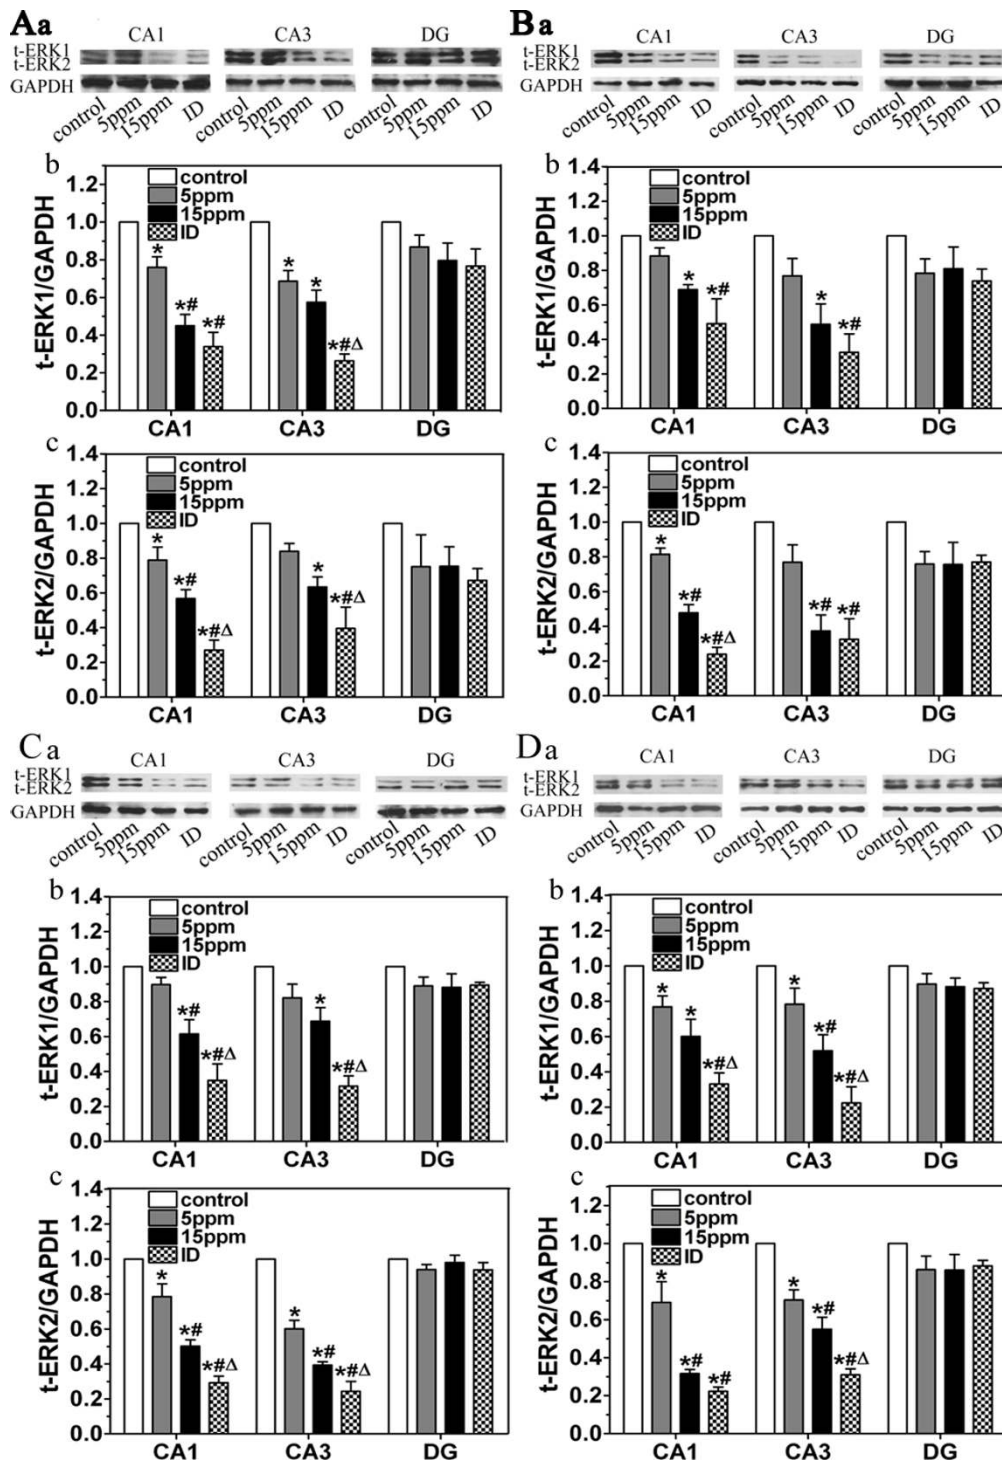 Aa
CA1 CA3 DG
t-ERK1
t-ERK2
GAPDH
control 5ppm 15ppm ID control 5ppm 15ppm ID control 5ppm 15ppm ID
b
t-ERK1/GAPDH
1.2
1.0
0.8
0.6
0.4
0.2
0.0
control
5ppm
15ppm
ID
* *# *# * * *#Δ
CA1 CA3 DG
c
t-ERK2/GAPDH
1.4
1.2
1.0
0.8
0.6
0.4
0.2
0.0
control
5ppm
15ppm
ID
* *# *#Δ * *#Δ
CA1 CA3 DG
Ba
CA1 CA3 DG
t-ERK1
t-ERK2
GAPDH
control 5ppm 15ppm ID control 5ppm 15ppm ID control 5ppm 15ppm ID
b
t-ERK1/GAPDH
1.4
1.2
1.0
0.8
0.6
0.4
0.2
0.0
control
5ppm
15ppm
ID
* *# * *#
CA1 CA3 DG
c
t-ERK2/GAPDH
1.4
1.2
1.0
0.8
0.6
0.4
0.2
0.0
control
5ppm
15ppm
ID
* *# *#Δ *# *#
CA1 CA3 DG
Ca
CA1 CA3 DG
t-ERK1
t-ERK2
GAPDH
control 5ppm 15ppm ID control 5ppm 15ppm ID control 5ppm 15ppm ID
b
t-ERK1/GAPDH
1.4
1.2
1.0
0.8
0.6
0.4
0.2
0.0
control
5ppm
15ppm
ID
*# *#Δ * *#Δ
CA1 CA3 DG
c
t-ERK2/GAPDH
1.4
1.2
1.0
0.8
0.6
0.4
0.2
0.0
control
5ppm
15ppm
ID
* *# *#Δ * *# *#Δ
CA1 CA3 DG
Da
CA1 CA3 DG
t-ERK1
t-ERK2
GAPDH
control 5ppm 15ppm ID control 5ppm 15ppm ID control 5ppm 15ppm ID
b
t-ERK1/GAPDH
1.4
1.2
1.0
0.8
0.6
0.4
0.2
0.0
control
5ppm
15ppm
ID
* * *#Δ * *# *#Δ
CA1 CA3 DG
c
t-ERK2/GAPDH
1.2
1.0
0.8
0.6
0.4
0.2
0.0
control
5ppm
15ppm
ID
* *# *# * *# *#Δ
CA1 CA3 DG